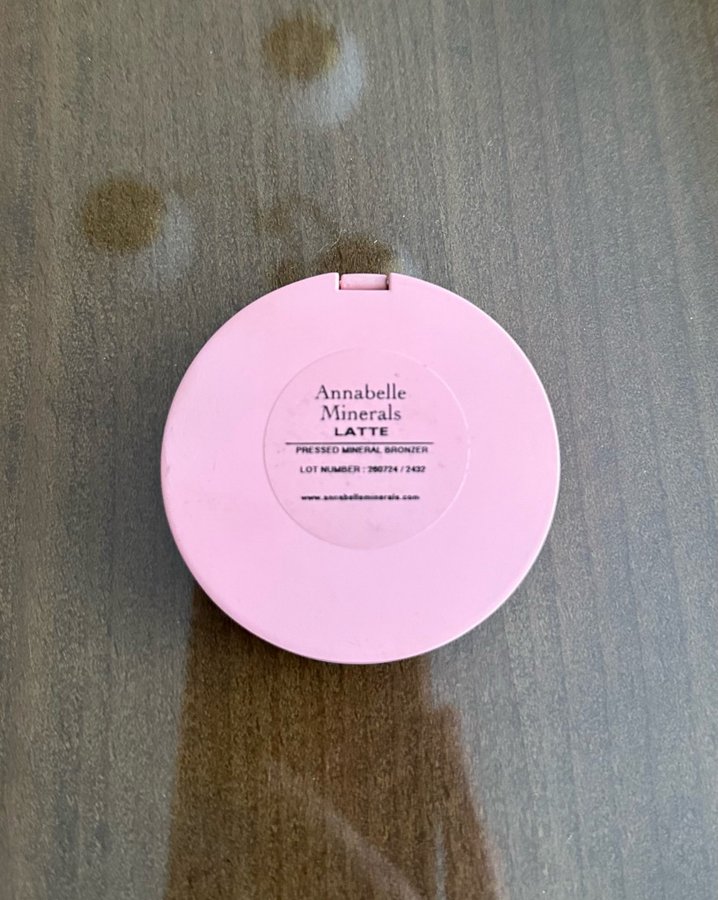 Annabelle
Minerals
LATTE
PRESSED MINERAL BRONZER
LOT NUMBER : 260724 / 2432
www.annabelleminerals.com